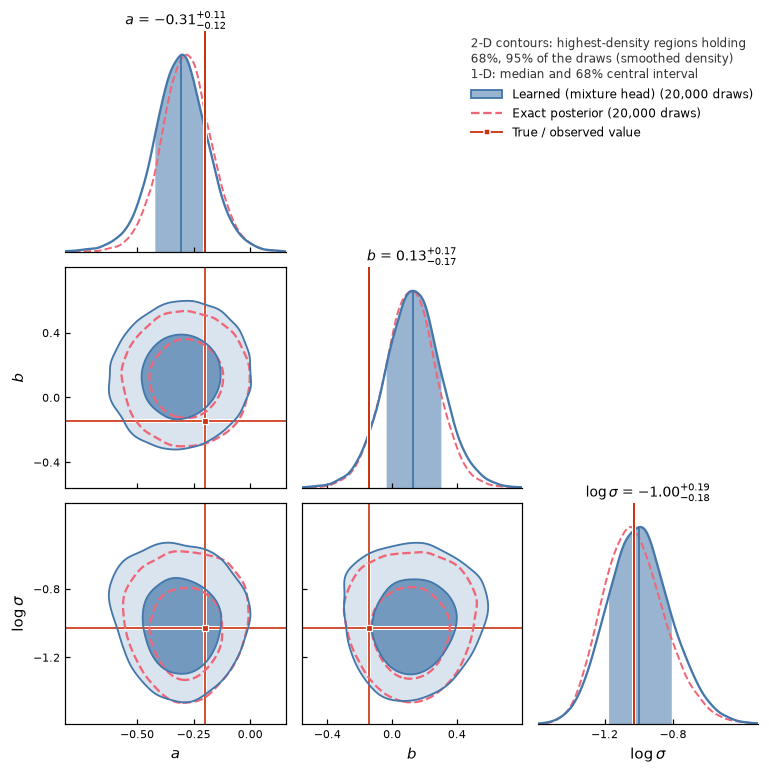 a = −0.31+0.11−0.12
2-D contours: highest-density regions holding
68%, 95% of the draws (smoothed density)
1-D: median and 68% central interval
Learned (mixture head) (20,000 draws)
Exact posterior (20,000 draws)
True / observed value
b = 0.13+0.17−0.17
b
0.4
0.0
−0.4
log σ = −1.00+0.19−0.18
log σ
−0.8
−1.2
−0.50 −0.25 0.00
a
−0.4 0.0 0.4
b
−1.2 −0.8
log σ